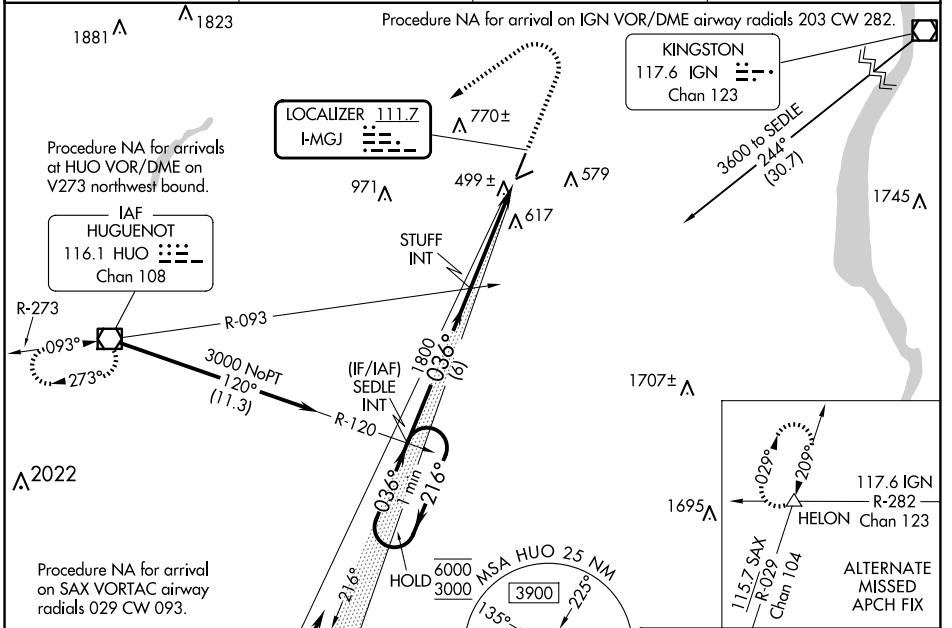 Procedure NA for arrival on IGN VOR/DME airway radials 203 CW 282.
1881
1823
KINGSTON
117.6 IGN
Chan 123
LOCALIZER 111.7
I-MGJ
770±
3600 to SEDLE
244°
(30.7)
Procedure NA for arrivals
at HUO VOR/DME on
V273 northwest bound.
971
499±
579
617
1745
IAF
HUGUENOT
116.1 HUO
Chan 108
STUFF
INT
R-273
093°
273°
R-093
3000 NoPT
120°
(11.3)
R-120
1800
036°
(6)
(IF/IAF)
SEDLE
INT
1707±
036°
1 min
216°
2022
1695
029°
209°
117.6 IGN
R-282
Chan 123
HELON
115.7 SAX
R-029
Chan 104
ALTERNATE
MISSED
APCH FIX
Procedure NA for arrival
on SAX VORTAC airway
radials 029 CW 093.
216°
HOLD
6000
3000
MSA HUO 25 NM
3900
135°
225°